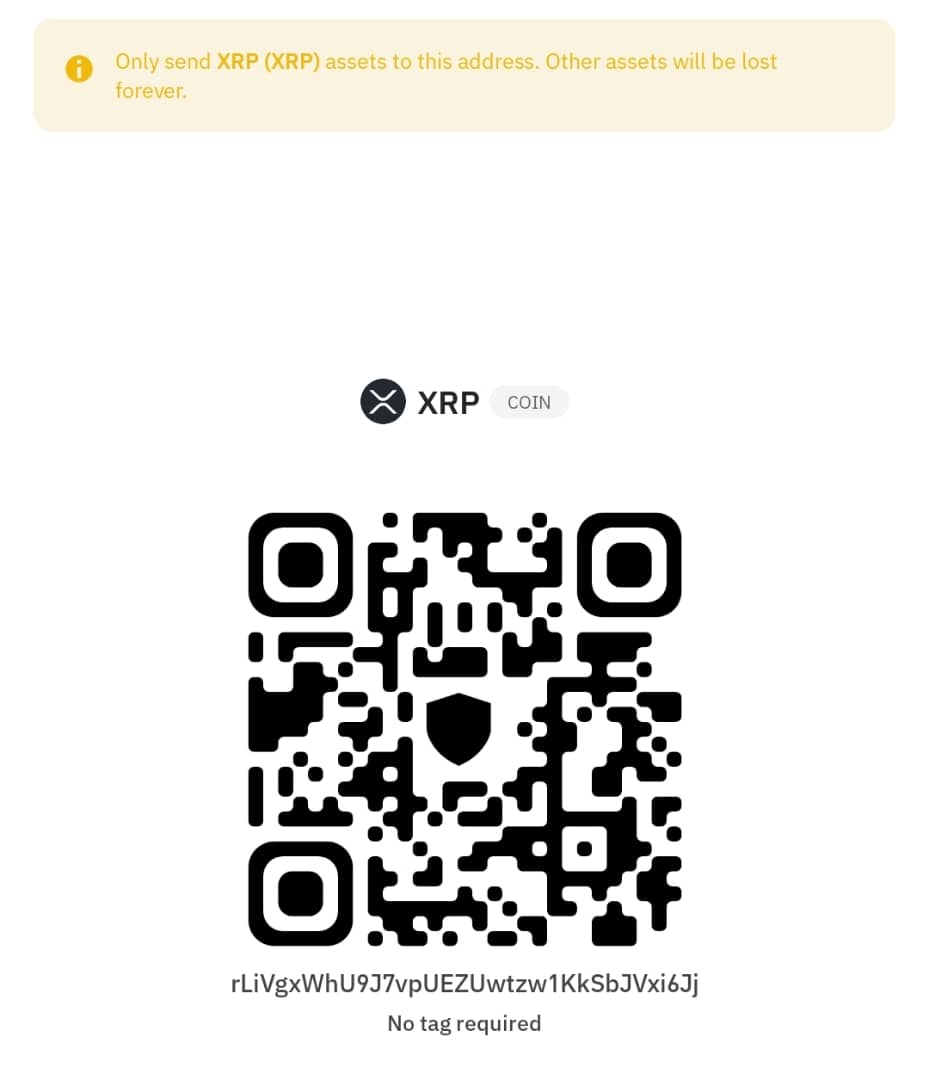 Only send XRP (XRP) assets to this address. Other assets will be lost
forever.
XRP COIN
rLiVgxWhU9J7vpUEZUwtzw1KkSbJVxi6Jj
No tag required